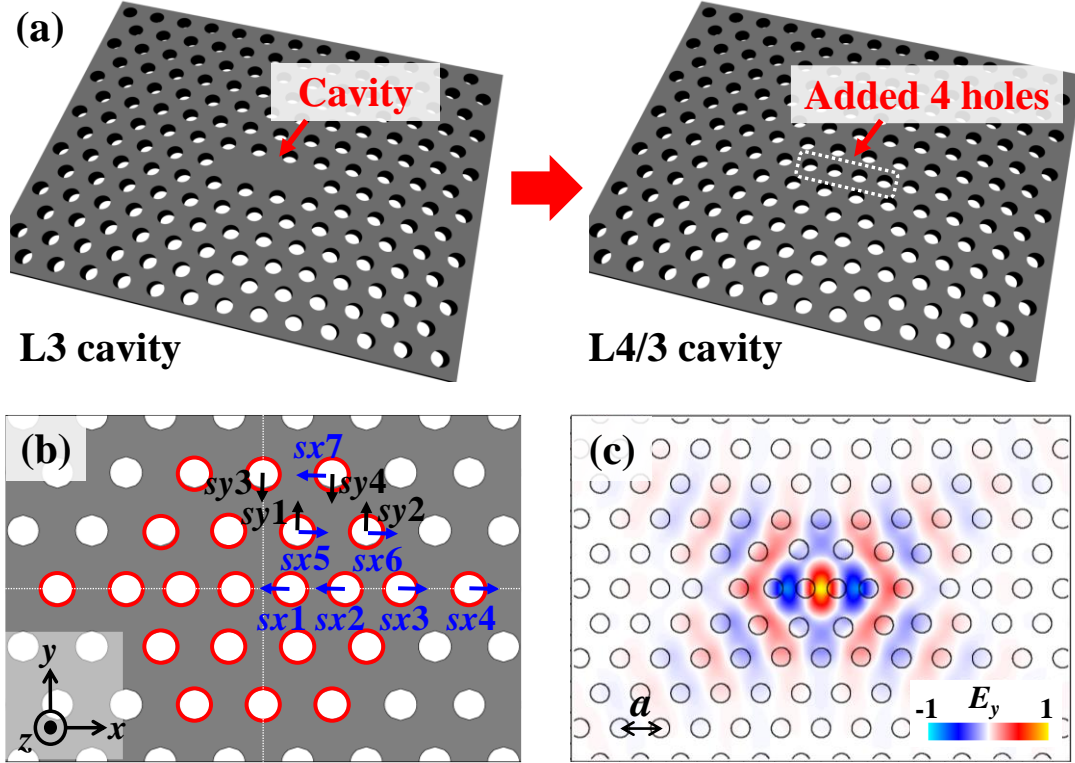 (a)
Cavity
Added 4 holes
L3 cavity
L4/3 cavity
(b)
sx7
sy3
sy4
sy1
sy2
sx5
sx6
sx1
sx2
sx3
sx4
y
z
x
(c)
a
E_y
-1
1